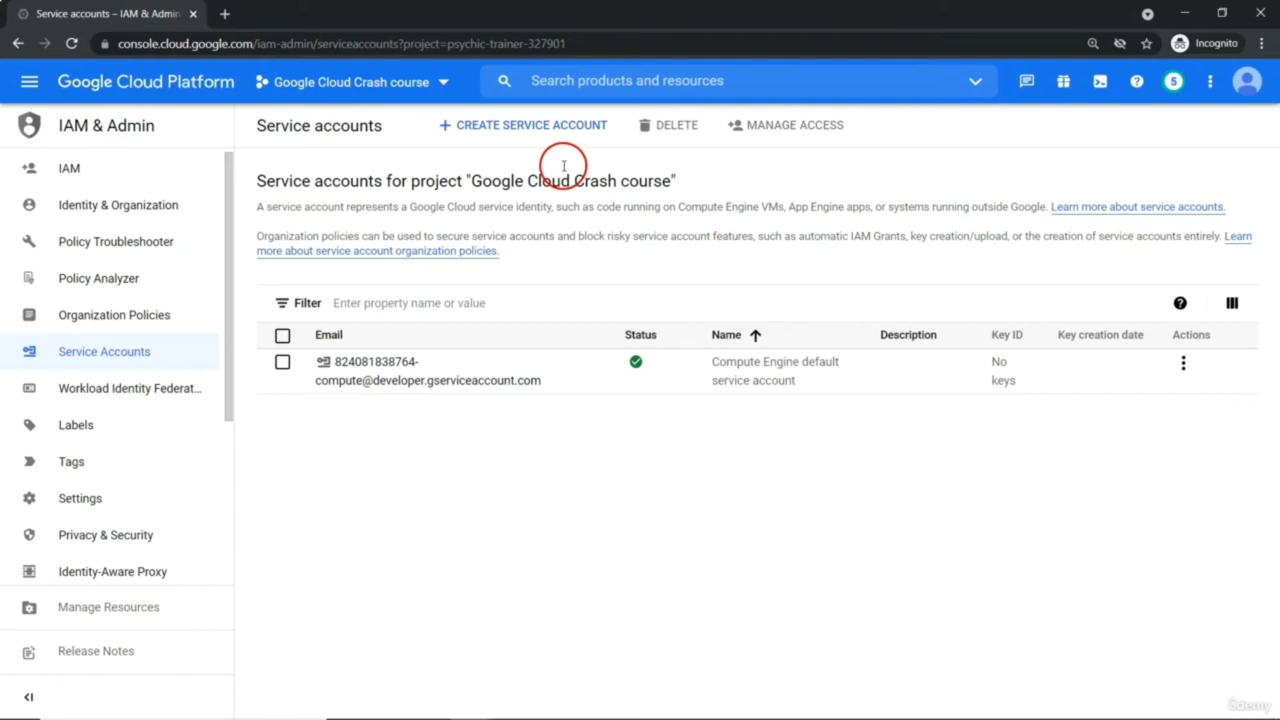 Service accounts – IAM & Admin
console.cloud.google.com/iam-admin/serviceaccounts?project=psychic-trainer-327901
Incognito
Google Cloud Platform
Google Cloud Crash course
Search products and resources
5
IAM & Admin
Service accounts
+ CREATE SERVICE ACCOUNT
DELETE
MANAGE ACCESS
IAM
Identity & Organization
Policy Troubleshooter
Policy Analyzer
Organization Policies
Service Accounts
Workload Identity Federat...
Labels
Tags
Settings
Privacy & Security
Identity-Aware Proxy
Manage Resources
Release Notes
Service accounts for project "Google Cloud Crash course"
A service account represents a Google Cloud service identity, such as code running on Compute Engine VMs, App Engine apps, or systems running outside Google. Learn more about service accounts.
Organization policies can be used to secure service accounts and block risky service account features, such as automatic IAM Grants, key creation/upload, or the creation of service accounts entirely. Learn
more about service account organization policies.
Filter Enter property name or value
Email Status Name Description Key ID Key creation date Actions
824081838764- Compute Engine default No
compute@developer.gserviceaccount.com service account keys
ûdemy